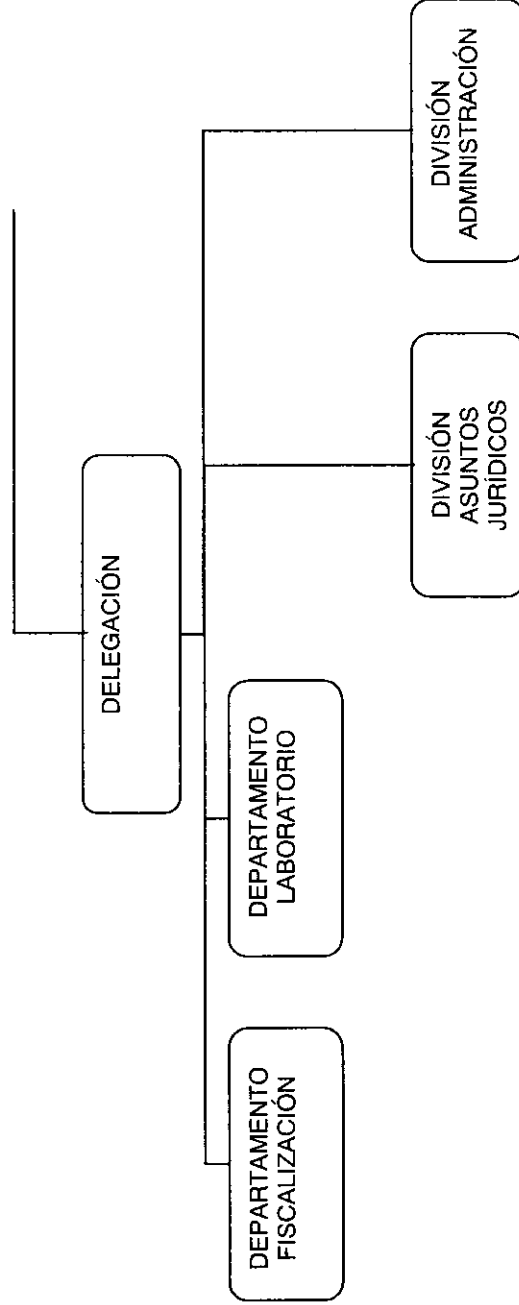 DELEGACIÓN
DEPARTAMENTO
FISCALIZACIÓN
DEPARTAMENTO
LABORATORIO
DIVISIÓN
ASUNTOS
JURÍDICOS
DIVISIÓN
ADMINISTRACIÓN